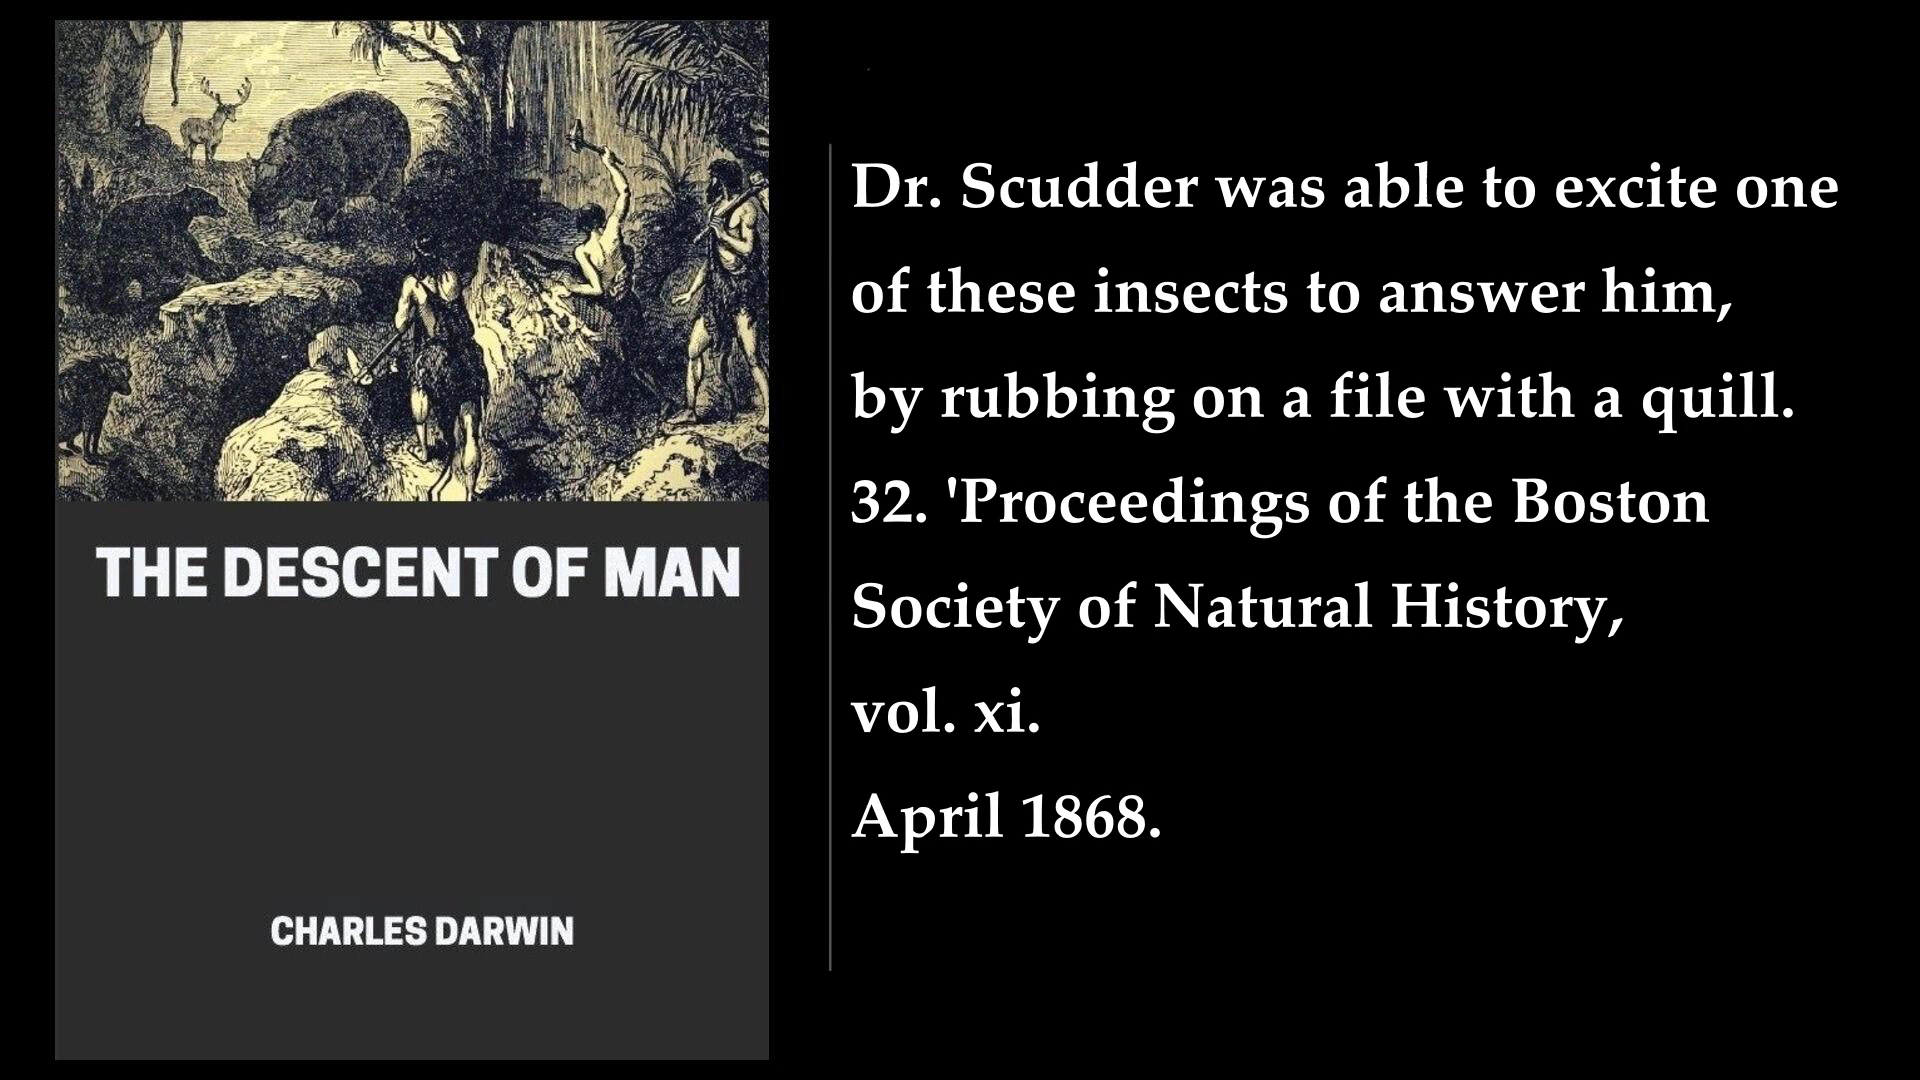 THE DESCENT OF MAN
CHARLES DARWIN
Dr. Scudder was able to excite one
of these insects to answer him,
by rubbing on a file with a quill.
32. 'Proceedings of the Boston
Society of Natural History,
vol. xi.
April 1868.